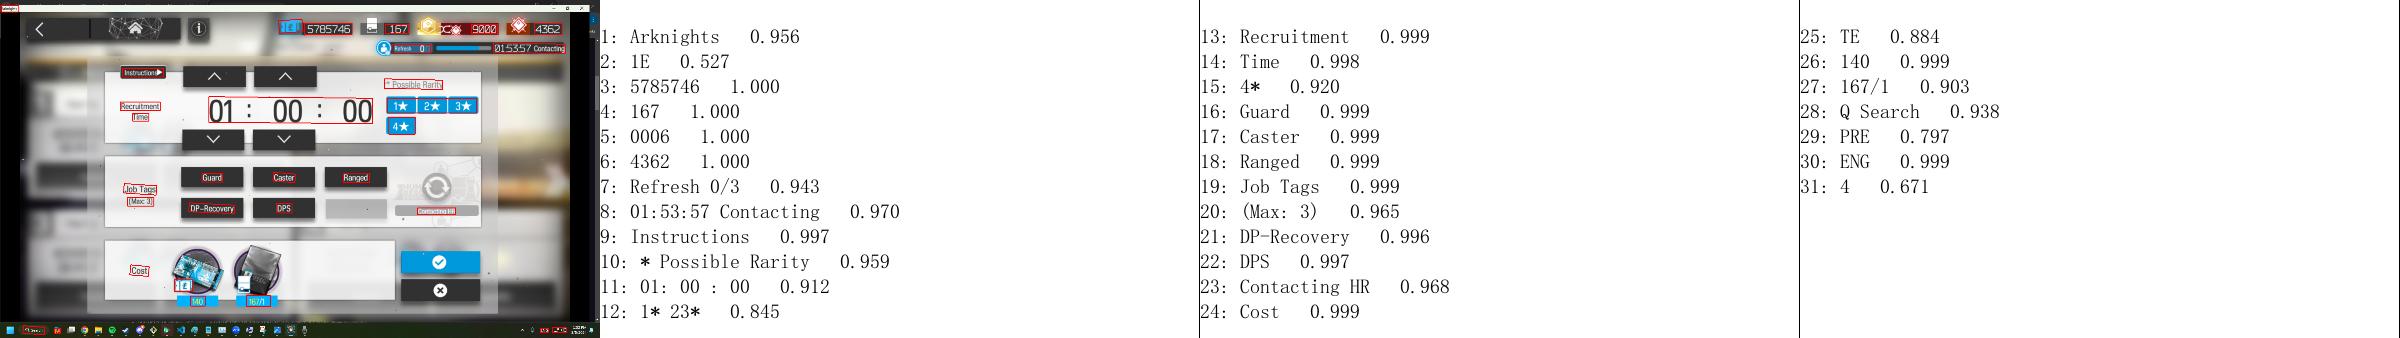 Arknights
5785746 167 9000 4362
Refresh 0 01:53:57 Contacting
Instructions
* Possible Rarity
Recruitment
Time
01 : 00 : 00
1★ 2★ 3★
4★
Guard Caster Ranged
Job Tags
(Max: 3)
DP-Recovery DPS
Contacting HR
Cost
140 167/1
1: Arknights 0.956
2: 1E 0.527
3: 5785746 1.000
4: 167 1.000
5: 0006 1.000
6: 4362 1.000
7: Refresh 0/3 0.943
8: 01:53:57 Contacting 0.970
9: Instructions 0.997
10: * Possible Rarity 0.959
11: 01: 00 : 00 0.912
12: 1* 23* 0.845
13: Recruitment 0.999
14: Time 0.998
15: 4* 0.920
16: Guard 0.999
17: Caster 0.999
18: Ranged 0.999
19: Job Tags 0.999
20: (Max: 3) 0.965
21: DP-Recovery 0.996
22: DPS 0.997
23: Contacting HR 0.968
24: Cost 0.999
25: TE 0.884
26: 140 0.999
27: 167/1 0.903
28: Q Search 0.938
29: PRE 0.797
30: ENG 0.999
31: 4 0.671